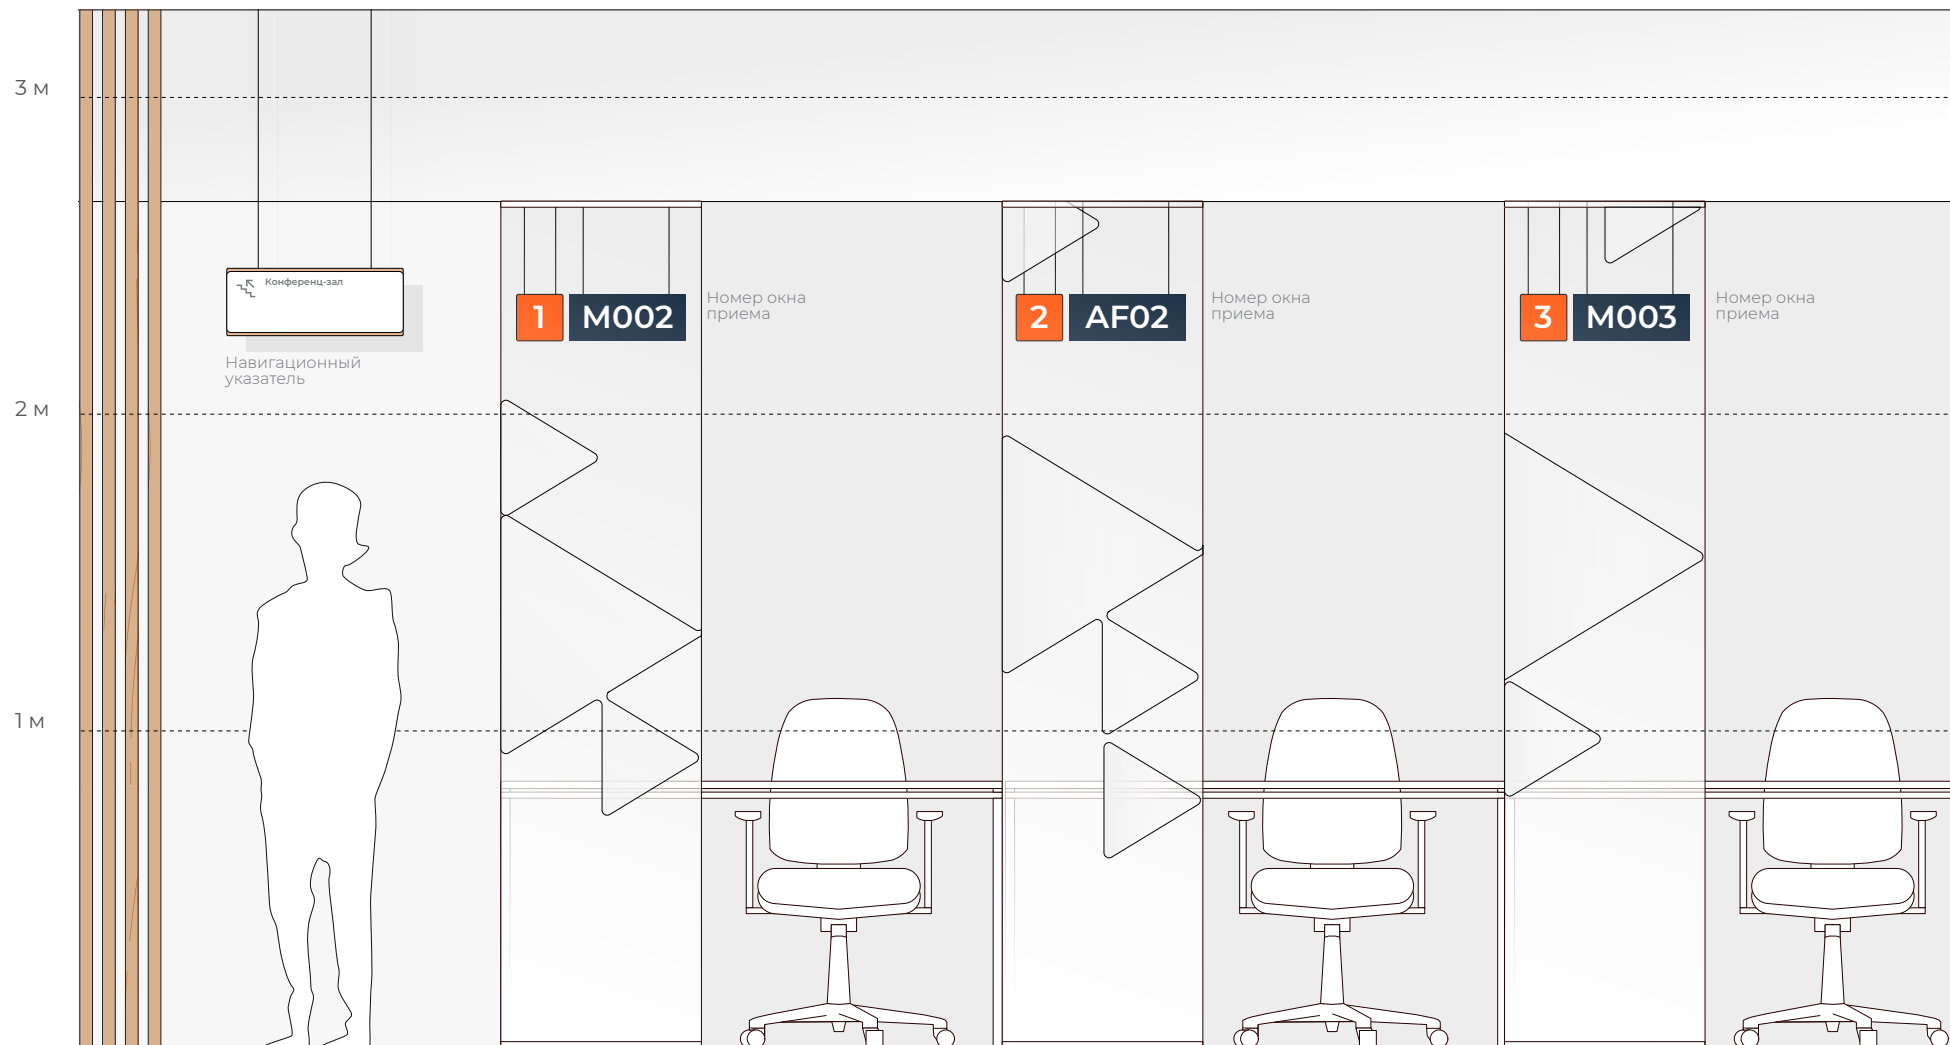 3 м
Конференц-зал
1 M002
Номер окна
приема
2 AF02
Номер окна
приема
3 M003
Номер окна
приема
Навигационный
указатель
2 м
1 м